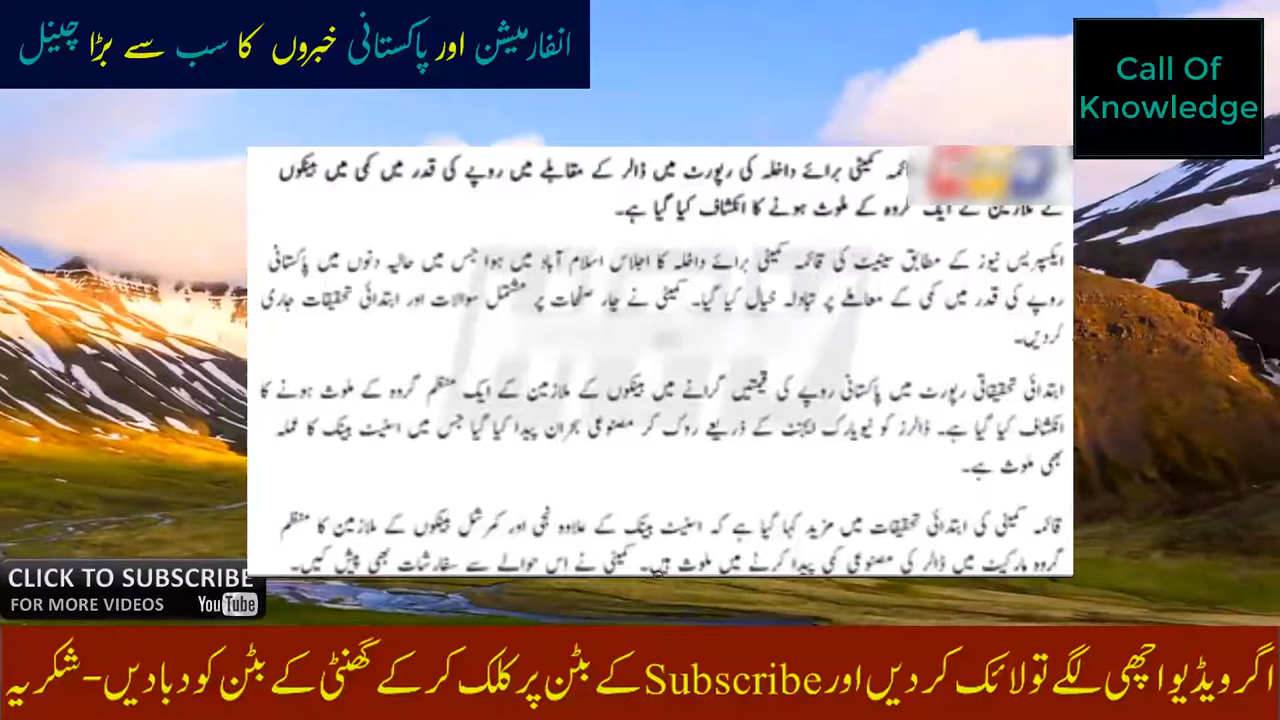 انفارمیشن اور پاکستانی خبروں کا سب سے بڑا چینل
Call Of
Knowledge
قائمہ کمیٹی برائے داخلہ کی رپورٹ میں ڈالر کے مقابلے میں روپے کی قدر میں کمی میں بینکوں
کے ملازمین کے ایک گروہ کے ملوث ہونے کا انکشاف کیا گیا ہے۔
ایکسپریس نیوز کے مطابق سینیٹ کی قائمہ کمیٹی برائے داخلہ کا اجلاس اسلام آباد میں ہوا جس میں حالیہ دنوں میں پاکستانی
روپے کی قدر میں کمی کے معاملے پر تبادلہ خیال کیا گیا۔ کمیٹی نے چار صفحات پر مشتمل سوالات اور ابتدائی تحقیقات جاری
کردیں۔
ابتدائی تحقیقاتی رپورٹ میں پاکستانی روپے کی قیمتیں گرانے میں بینکوں کے ملازمین کے ایک منظم گروہ کے ملوث ہونے کا
انکشاف کیا گیا ہے۔ ڈالرز کو نیویارک ایجنٹ کے ذریعے روک کر مصنوعی بحران پیدا کیا گیا جس میں اسٹیٹ بینک کا عملہ
بھی ملوث ہے۔
قائمہ کمیٹی کی ابتدائی تحقیقات میں مزید کہا گیا ہے کہ اسٹیٹ بینک کے علاوہ نجی اور کمرشل بینکوں کے ملازمین کا منظم
گروہ مارکیٹ میں ڈالر کی مصنوعی کمی پیدا کرنے میں ملوث ہیں۔ کمیٹی نے اس حوالے سے سفارشات بھی پیش کیں۔
CLICK TO SUBSCRIBE
FOR MORE VIDEOS YouTube
اگر ویڈیو اچھی لگے تو لائک کر دیں اور Subscribe کے بٹن پر کلک کر کے گھنٹی کے بٹن کو دبا دیں - شکریہ